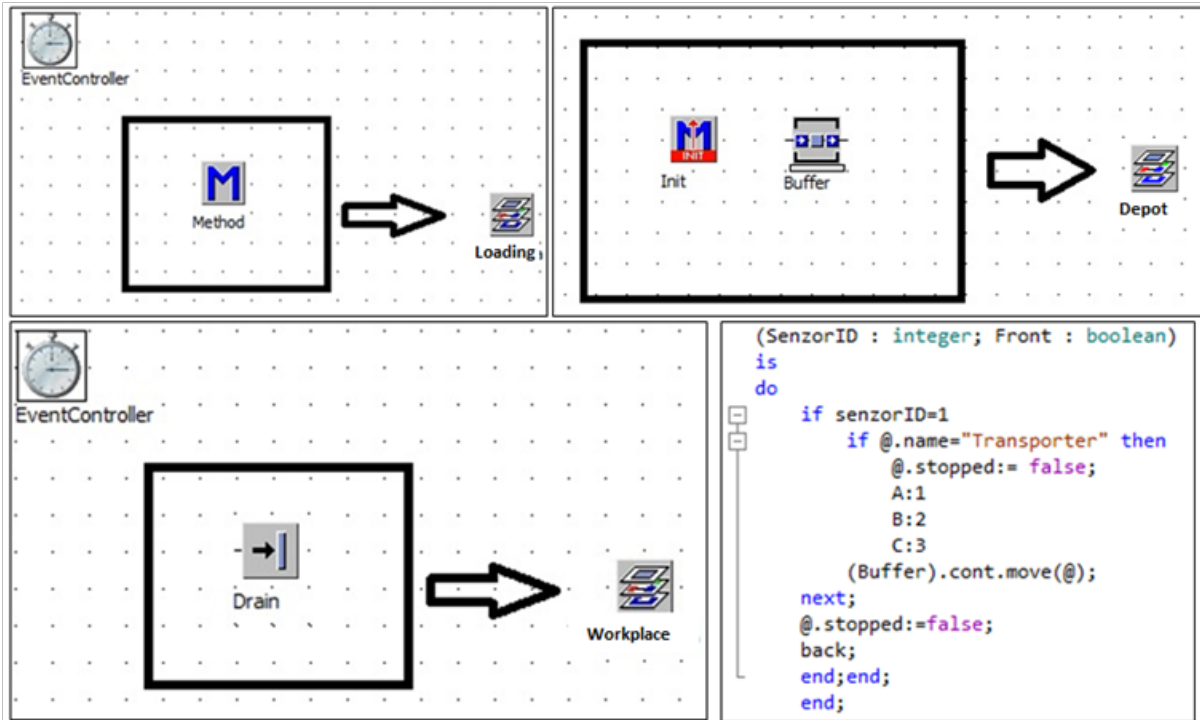 EventController
M
Method
Loading
M
INIT
Init
Buffer
Depot
EventController
Drain
Workplace
(SenzorID : integer; Front : boolean)
is
do
if senzorID=1
if @.name="Transporter" then
@.stopped:= false;
A:1
B:2
C:3
(Buffer).cont.move(@);
next;
@.stopped:=false;
back;
end;end;
end;